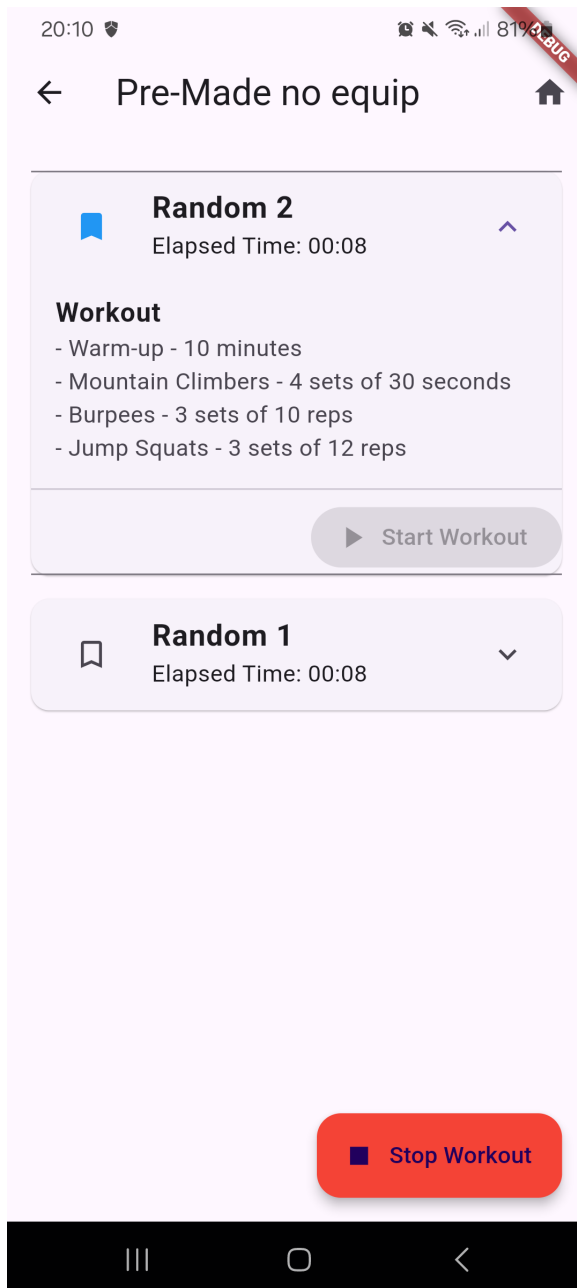 20:10
81%
DEBUG
Pre-Made no equip
Random 2
Elapsed Time: 00:08
Workout
- Warm-up - 10 minutes
- Mountain Climbers - 4 sets of 30 seconds
- Burpees - 3 sets of 10 reps
- Jump Squats - 3 sets of 12 reps
Start Workout
Random 1
Elapsed Time: 00:08
Stop Workout